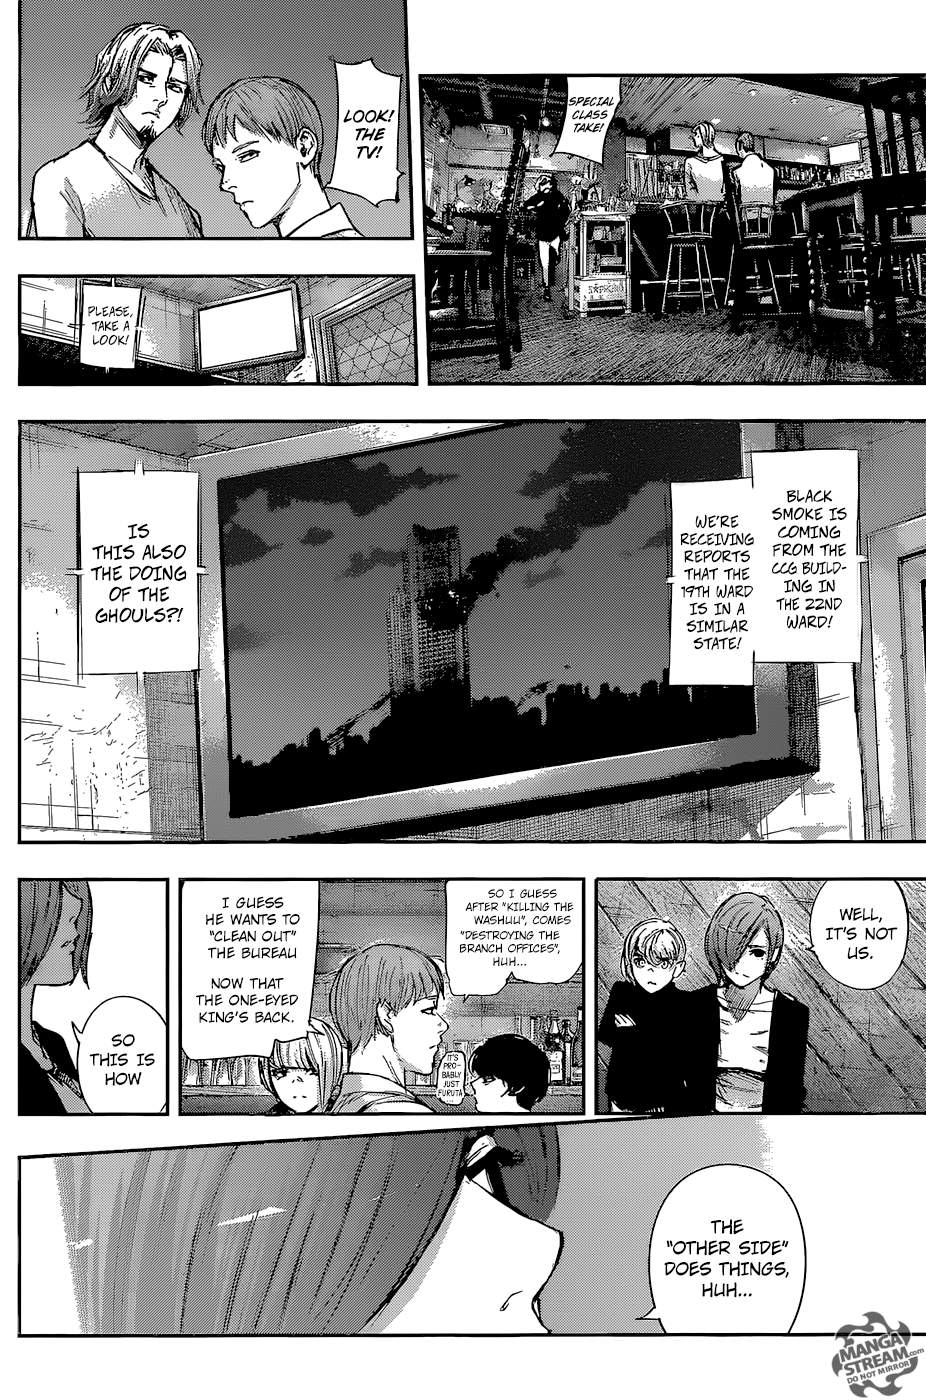 SPECIAL
CLASS
TAKE!
LOOK!
THE
TV!
PLEASE,
TAKE A
LOOK!
BLACK
SMOKE IS
COMING
FROM THE
CCG BUILD-
ING IN
THE 22ND
WARD!
WE'RE
RECEIVING
REPORTS
THAT THE
19TH WARD
IS IN A
SIMILAR
STATE!
IS
THIS ALSO
THE DOING
OF THE
GHOULS?!
WELL,
IT'S NOT
US.
SO I GUESS
AFTER "KILLING THE
WASHUU", COMES
"DESTROYING THE
BRANCH OFFICES",
HUH...
IT'S
PRO-
BABLY
JUST
FURUTA
...
I GUESS
HE WANTS TO
"CLEAN OUT"
THE BUREAU
NOW THAT
THE ONE-EYED
KING'S BACK.
SO
THIS IS
HOW
THE
"OTHER SIDE"
DOES THINGS,
HUH...
MANGA
STREAM.com
DO NOT MIRROR